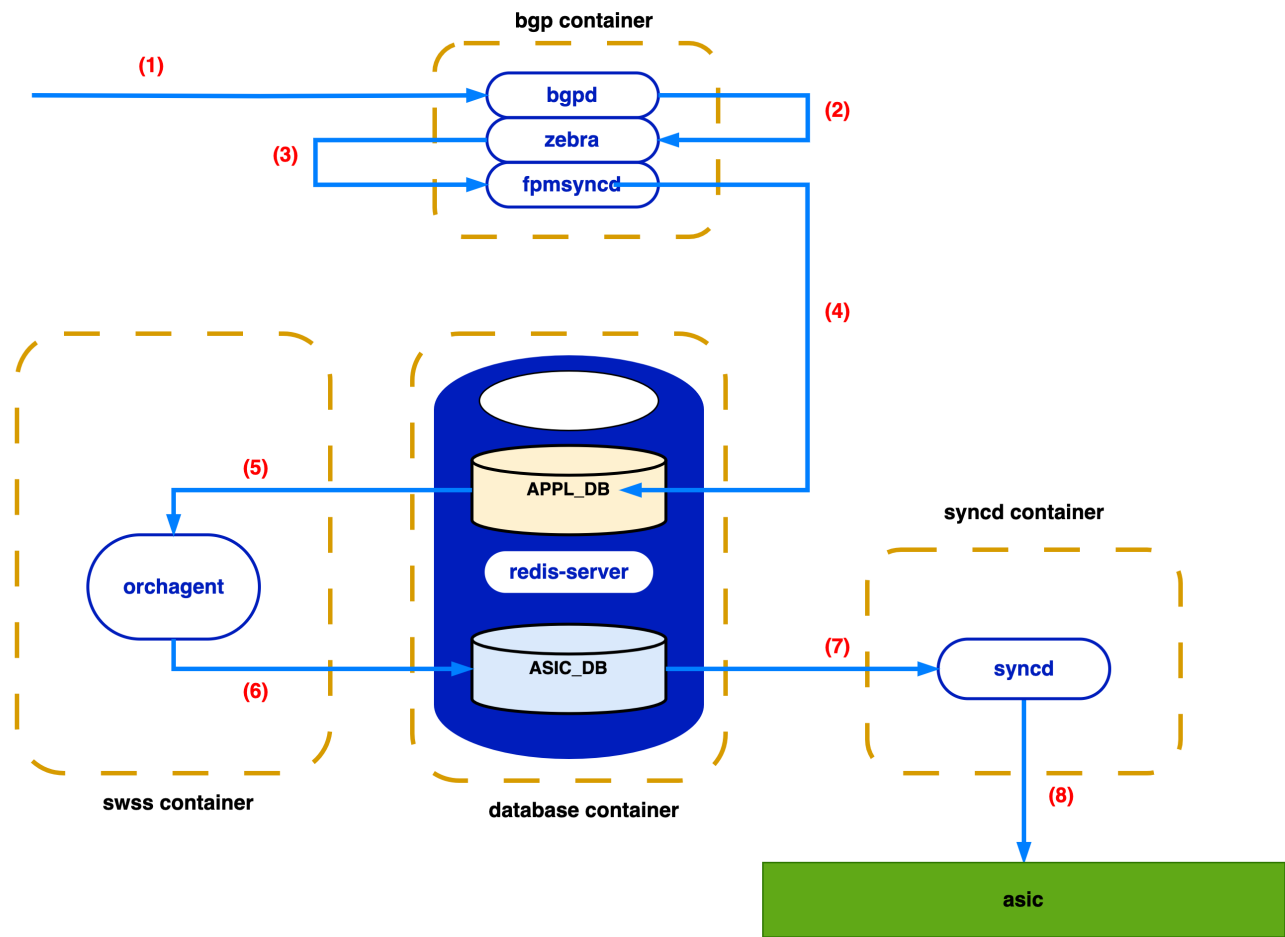 bgp container
(1)
bgpd
(2)
zebra
(3)
fpmsyncd
(4)
(5)
APPL_DB
syncd container
redis-server
orchagent
(7)
ASIC_DB
syncd
(6)
(8)
swss container
database container
asic